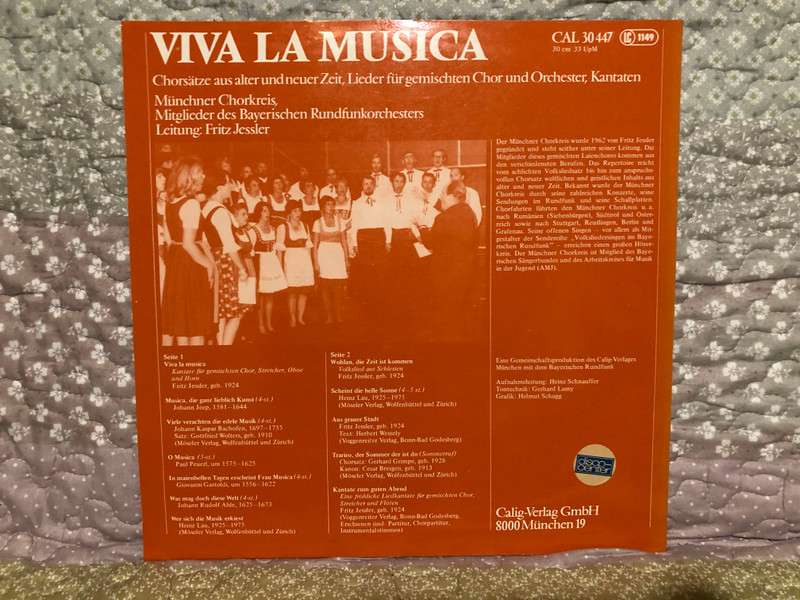 VIVA LA MUSICA
CAL 30 447
LC 1149
30 cm 33 UpM
Chorsätze aus alter und neuer Zeit, Lieder für gemischten Chor und Orchester, Kantaten
Münchner Chorkreis,
Mitglieder des Bayerischen Rundfunkorchesters
Leitung: Fritz Jessler
Der Münchner Chorkreis wurde 1962 von Fritz Jessler
gegründet und steht seither unter seiner Leitung. Die
Mitglieder dieses gemischten Laienchores kommen aus
den verschiedensten Berufen. Das Repertoire reicht
vom schlichten Volksliedsatz bis hin zum anspruchs-
vollen Chorsatz weltlichen und geistlichen Inhalts aus
alter und neuer Zeit. Bekannt wurde der Münchner
Chorkreis durch seine zahlreichen Konzerte, seine
Sendungen im Rundfunk und seine Schallplatten.
Chorfahrten führten den Münchner Chorkreis u. a.
nach Rumänien (Siebenbürgen), Südtirol und Öster-
reich sowie nach Stuttgart, Reutlingen, Berlin und
Grafenau. Seine offenen Singen – vor allem als Mit-
gestalter der Sendereihe „Volksliedersingen im Baye-
rischen Rundfunk" – erreichen einen großen Hörer-
kreis. Der Münchner Chorkreis ist Mitglied des Baye-
rischen Sängerbundes und des Arbeitskreises für Musik
in der Jugend (AMJ).
Seite 1
Viva la musica
Kantate für gemischten Chor, Streicher, Oboe
und Horn
Fritz Jessler, geb. 1924
Musica, die ganz lieblich Kunst (4-st.)
Johann Jeep, 1581–1644
Viele verachten die edele Musik (4-st.)
Johann Kaspar Bachofen, 1697–1755
Satz: Gottfried Wolters, geb. 1910
(Möseler Verlag, Wolfenbüttel und Zürich)
O Musica (5-st.)
Paul Peuerl, um 1575–1625
In maienhellen Tagen erscheint Frau Musica (4-st.)
Giovanni Gastoldi, um 1556–1622
Was mag doch diese Welt (4-st.)
Johann Rudolf Ahle, 1625–1673
Wer sich die Musik erkiest
Heinz Lau, 1925–1975
(Möseler Verlag, Wolfenbüttel und Zürich)
Seite 2
Wohlan, die Zeit ist kommen
Volkslied aus Schlesien
Fritz Jessler, geb. 1924
Scheint die helle Sonne (4–5 st.)
Heinz Lau, 1925–1975
(Möseler Verlag, Wolfenbüttel und Zürich)
Aus grauer Stadt
Fritz Jessler, geb. 1924
Text: Herbert Wessely
(Voggenreiter Verlag, Bonn-Bad Godesberg)
Trariro, der Sommer der ist do (Sommerruf)
Chorsatz: Gerhard Grimpe, geb. 1928
Kanon: Cesar Bresgen, geb. 1913
(Möseler Verlag, Wolfenbüttel und Zürich)
Kantate zum guten Abend
Eine fröhliche Liedkantate für gemischten Chor,
Streicher und Flöten
Fritz Jessler, geb. 1924
(Voggenreiter Verlag, Bonn-Bad Godesberg.
Erschienen sind: Partitur, Chorpartitur,
Instrumentalstimmen)
Eine Gemeinschaftsproduktion des Calig-Verlages
München mit dem Bayerischen Rundfunk
Aufnahmeleitung: Heinz Schnauffer
Tontechnik: Gerhard Lamy
Grafik: Helmut Schugg
disco-
center
Calig-Verlag GmbH
8000 München 19